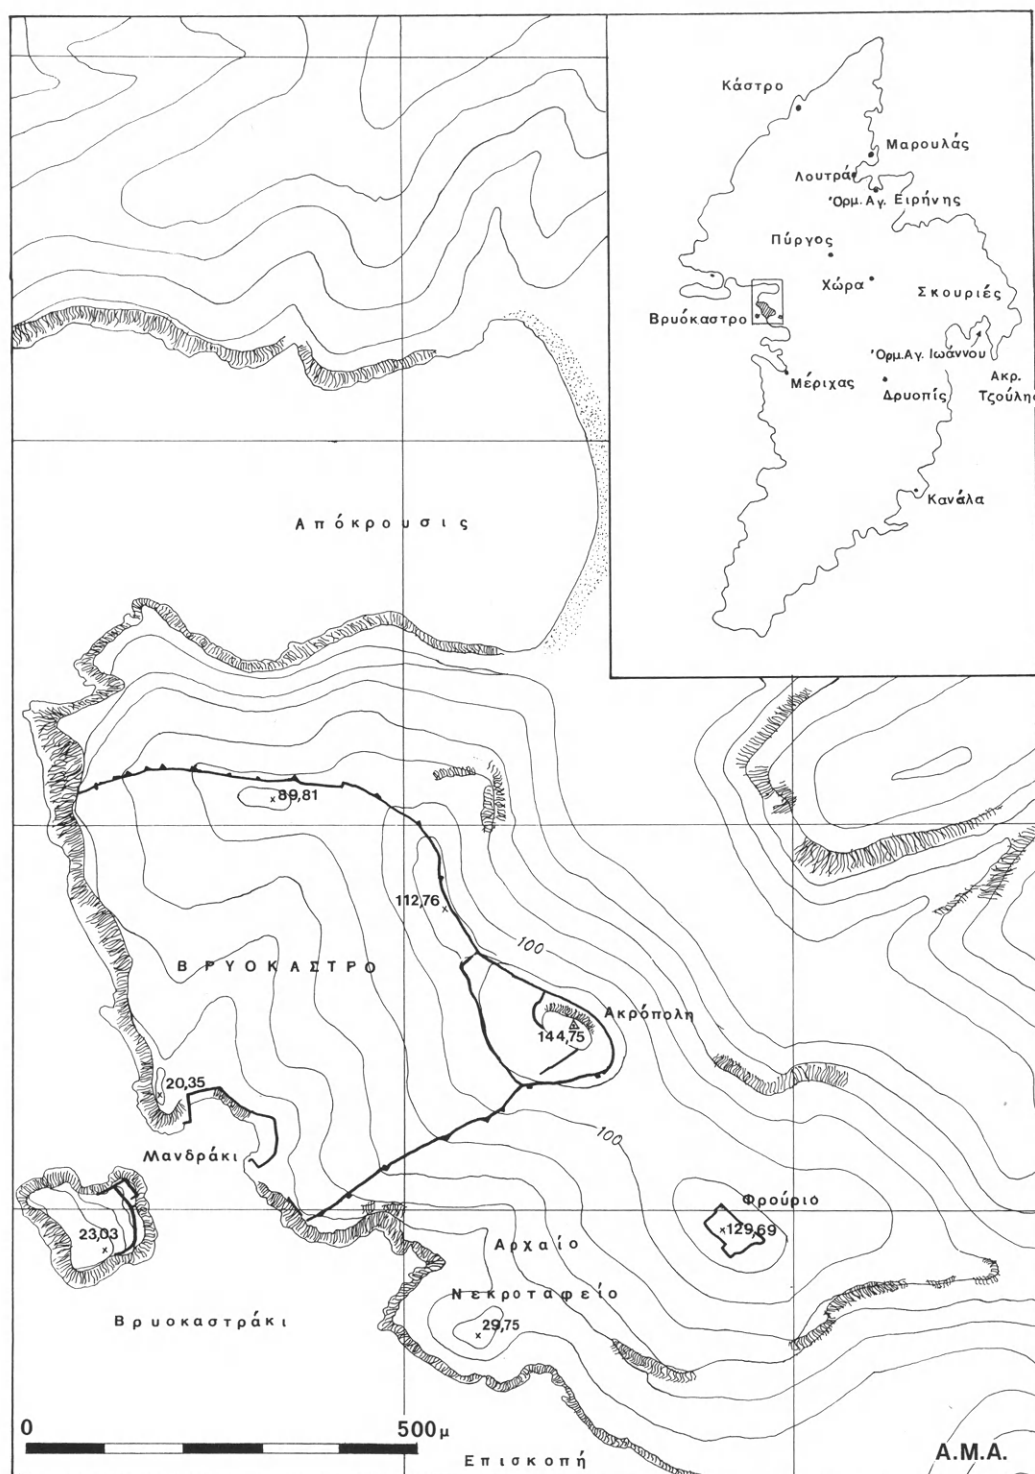 Κάστρο
Μαρουλάς
Λουτρά
Όρμ. Αγ. Ειρήνης
Πύργος
Χώρα
Σκουριές
Βρυόκαστρο
Όρμ. Αγ. Ιωάννου
Μέριχας
Δρυοπίς
Ακρ.
Τζούλης
Κανάλα
Απόκρουσις
89,81
112,76
100
ΒΡΥΟΚΑΣΤΡΟ
Ακρόπολη
144,75
20,35
100
Μανδράκι
Φρούριο
129,69
23,03
Αρχαίο
Νεκροταφείο
Βρυοκαστράκι
29,75
0
500μ
Επισκοπή
Α.Μ.Α.